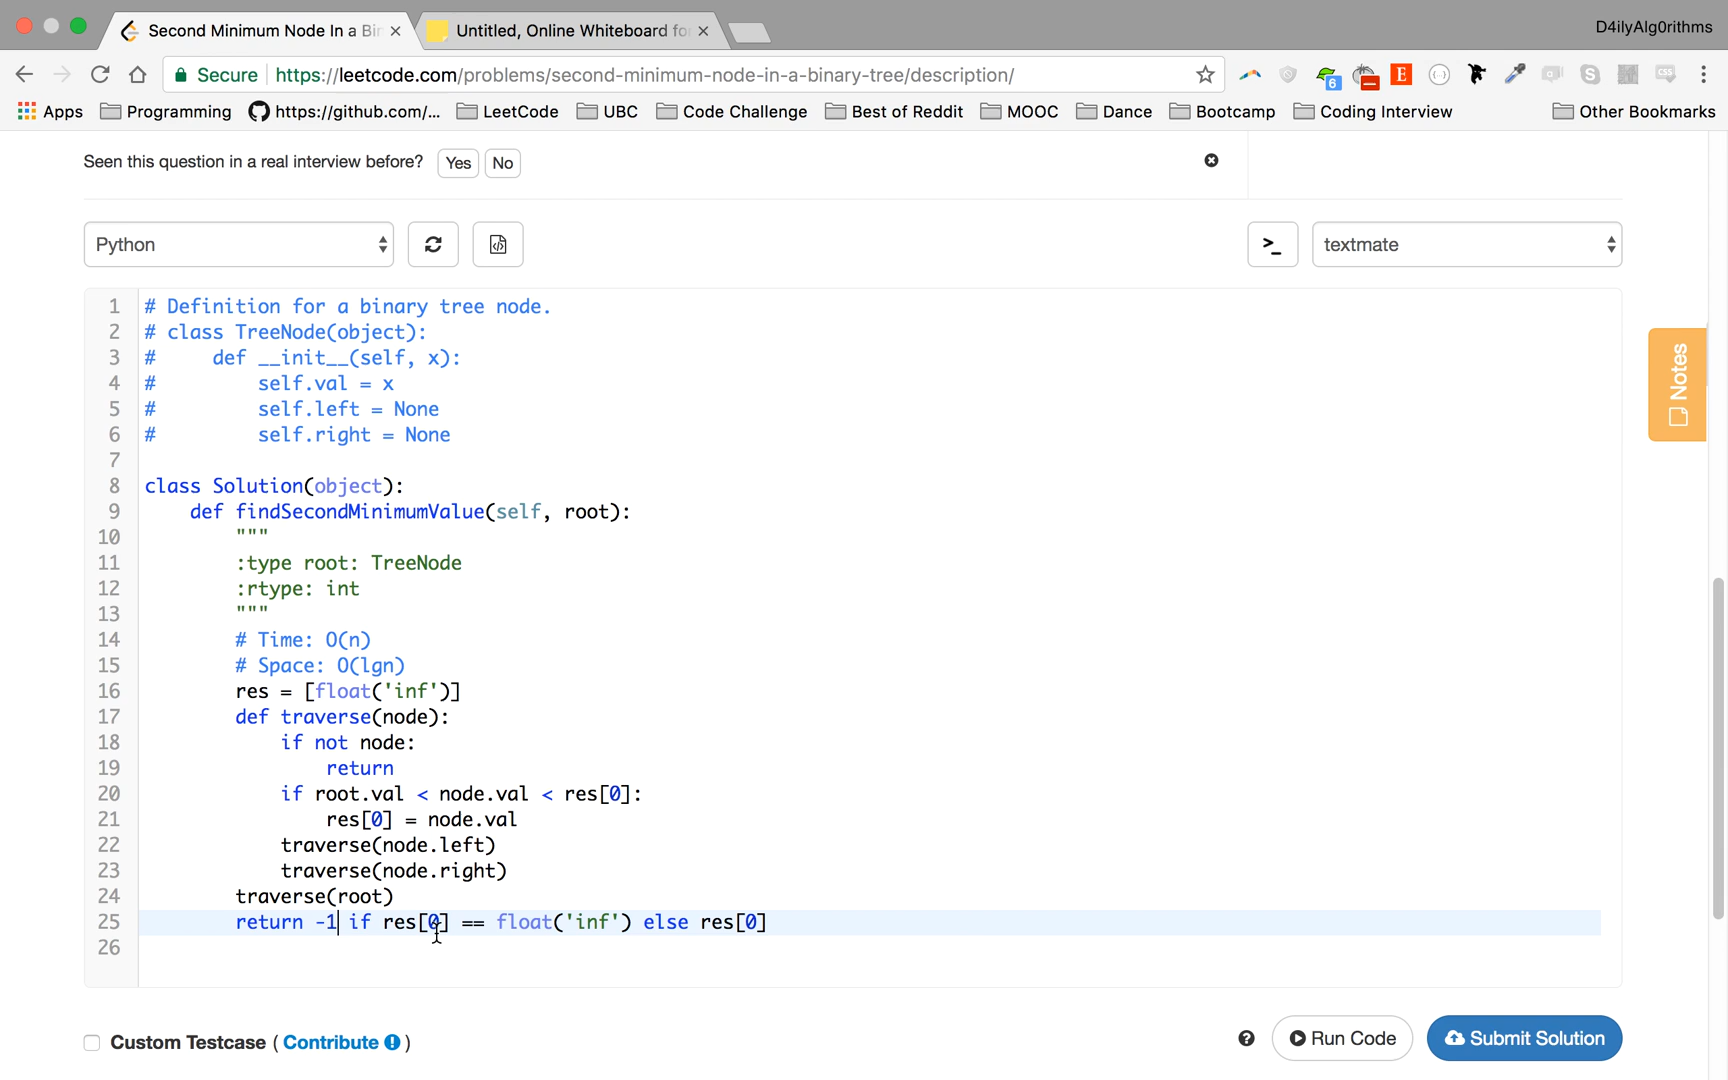 Second Minimum Node In a Bin
Untitled, Online Whiteboard for
D4ilyAlg0rithms
Secure https://leetcode.com/problems/second-minimum-node-in-a-binary-tree/description/
6 E
Apps Programming https://github.com/... LeetCode UBC Code Challenge Best of Reddit MOOC Dance Bootcamp Coding Interview Other Bookmarks
Seen this question in a real interview before? Yes No
Python
>_ textmate
1 # Definition for a binary tree node.
2 # class TreeNode(object):
3 #     def __init__(self, x):
4 #         self.val = x
5 #         self.left = None
6 #         self.right = None
7
8 class Solution(object):
9     def findSecondMinimumValue(self, root):
10         """
11         :type root: TreeNode
12         :rtype: int
13         """
14         # Time: O(n)
15         # Space: O(lgn)
16         res = [float('inf')]
17         def traverse(node):
18             if not node:
19                 return
20             if root.val < node.val < res[0]:
21                 res[0] = node.val
22             traverse(node.left)
23             traverse(node.right)
24         traverse(root)
25         return -1 if res[0] == float('inf') else res[0]
26
Notes
Custom Testcase ( Contribute )
Run Code
Submit Solution